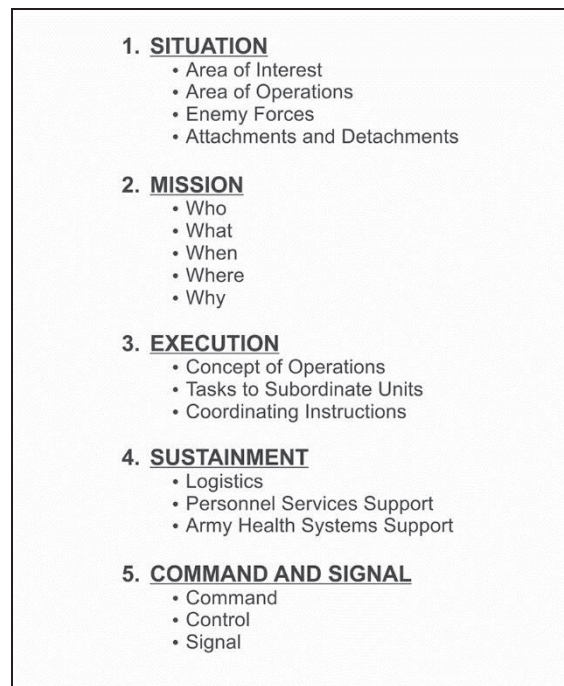 1. SITUATION
• Area of Interest
• Area of Operations
• Enemy Forces
• Attachments and Detachments
2. MISSION
• Who
• What
• When
• Where
• Why
3. EXECUTION
• Concept of Operations
• Tasks to Subordinate Units
• Coordinating Instructions
4. SUSTAINMENT
• Logistics
• Personnel Services Support
• Army Health Systems Support
5. COMMAND AND SIGNAL
• Command
• Control
• Signal